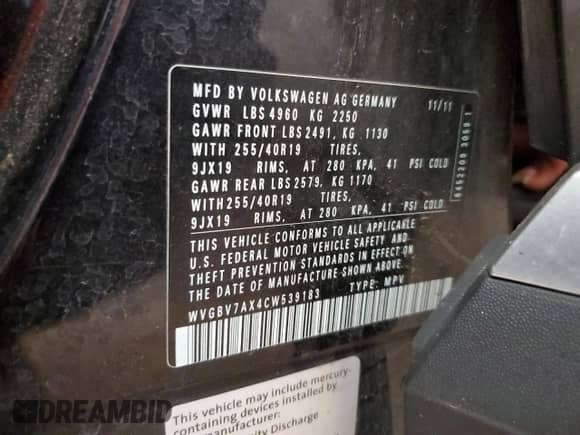 MFD BY VOLKSWAGEN AG GERMANY 11/11
GVWR LBS 4960 KG 2250
GAWR FRONT LBS 2491, KG 1130
WITH 255/40R19 TIRES,
9JX19 RIMS, AT 280 KPA, 41 PSI COLD
GAWR REAR LBS 2579, KG 1170
WITH 255/40R19 TIRES,
9JX19 RIMS, AT 280 KPA, 41 PSI COLD
THIS VEHICLE CONFORMS TO ALL APPLICABLE
U.S. FEDERAL MOTOR VEHICLE SAFETY AND
THEFT PREVENTION STANDARDS IN EFFECT ON
THE DATE OF MANUFACTURE SHOWN ABOVE.
WVGBV7AX4CW539183 TYPE: MPV
This vehicle may include mercury-
containing devices installed by
manufacturer:
ity Discharge
DREAMBID